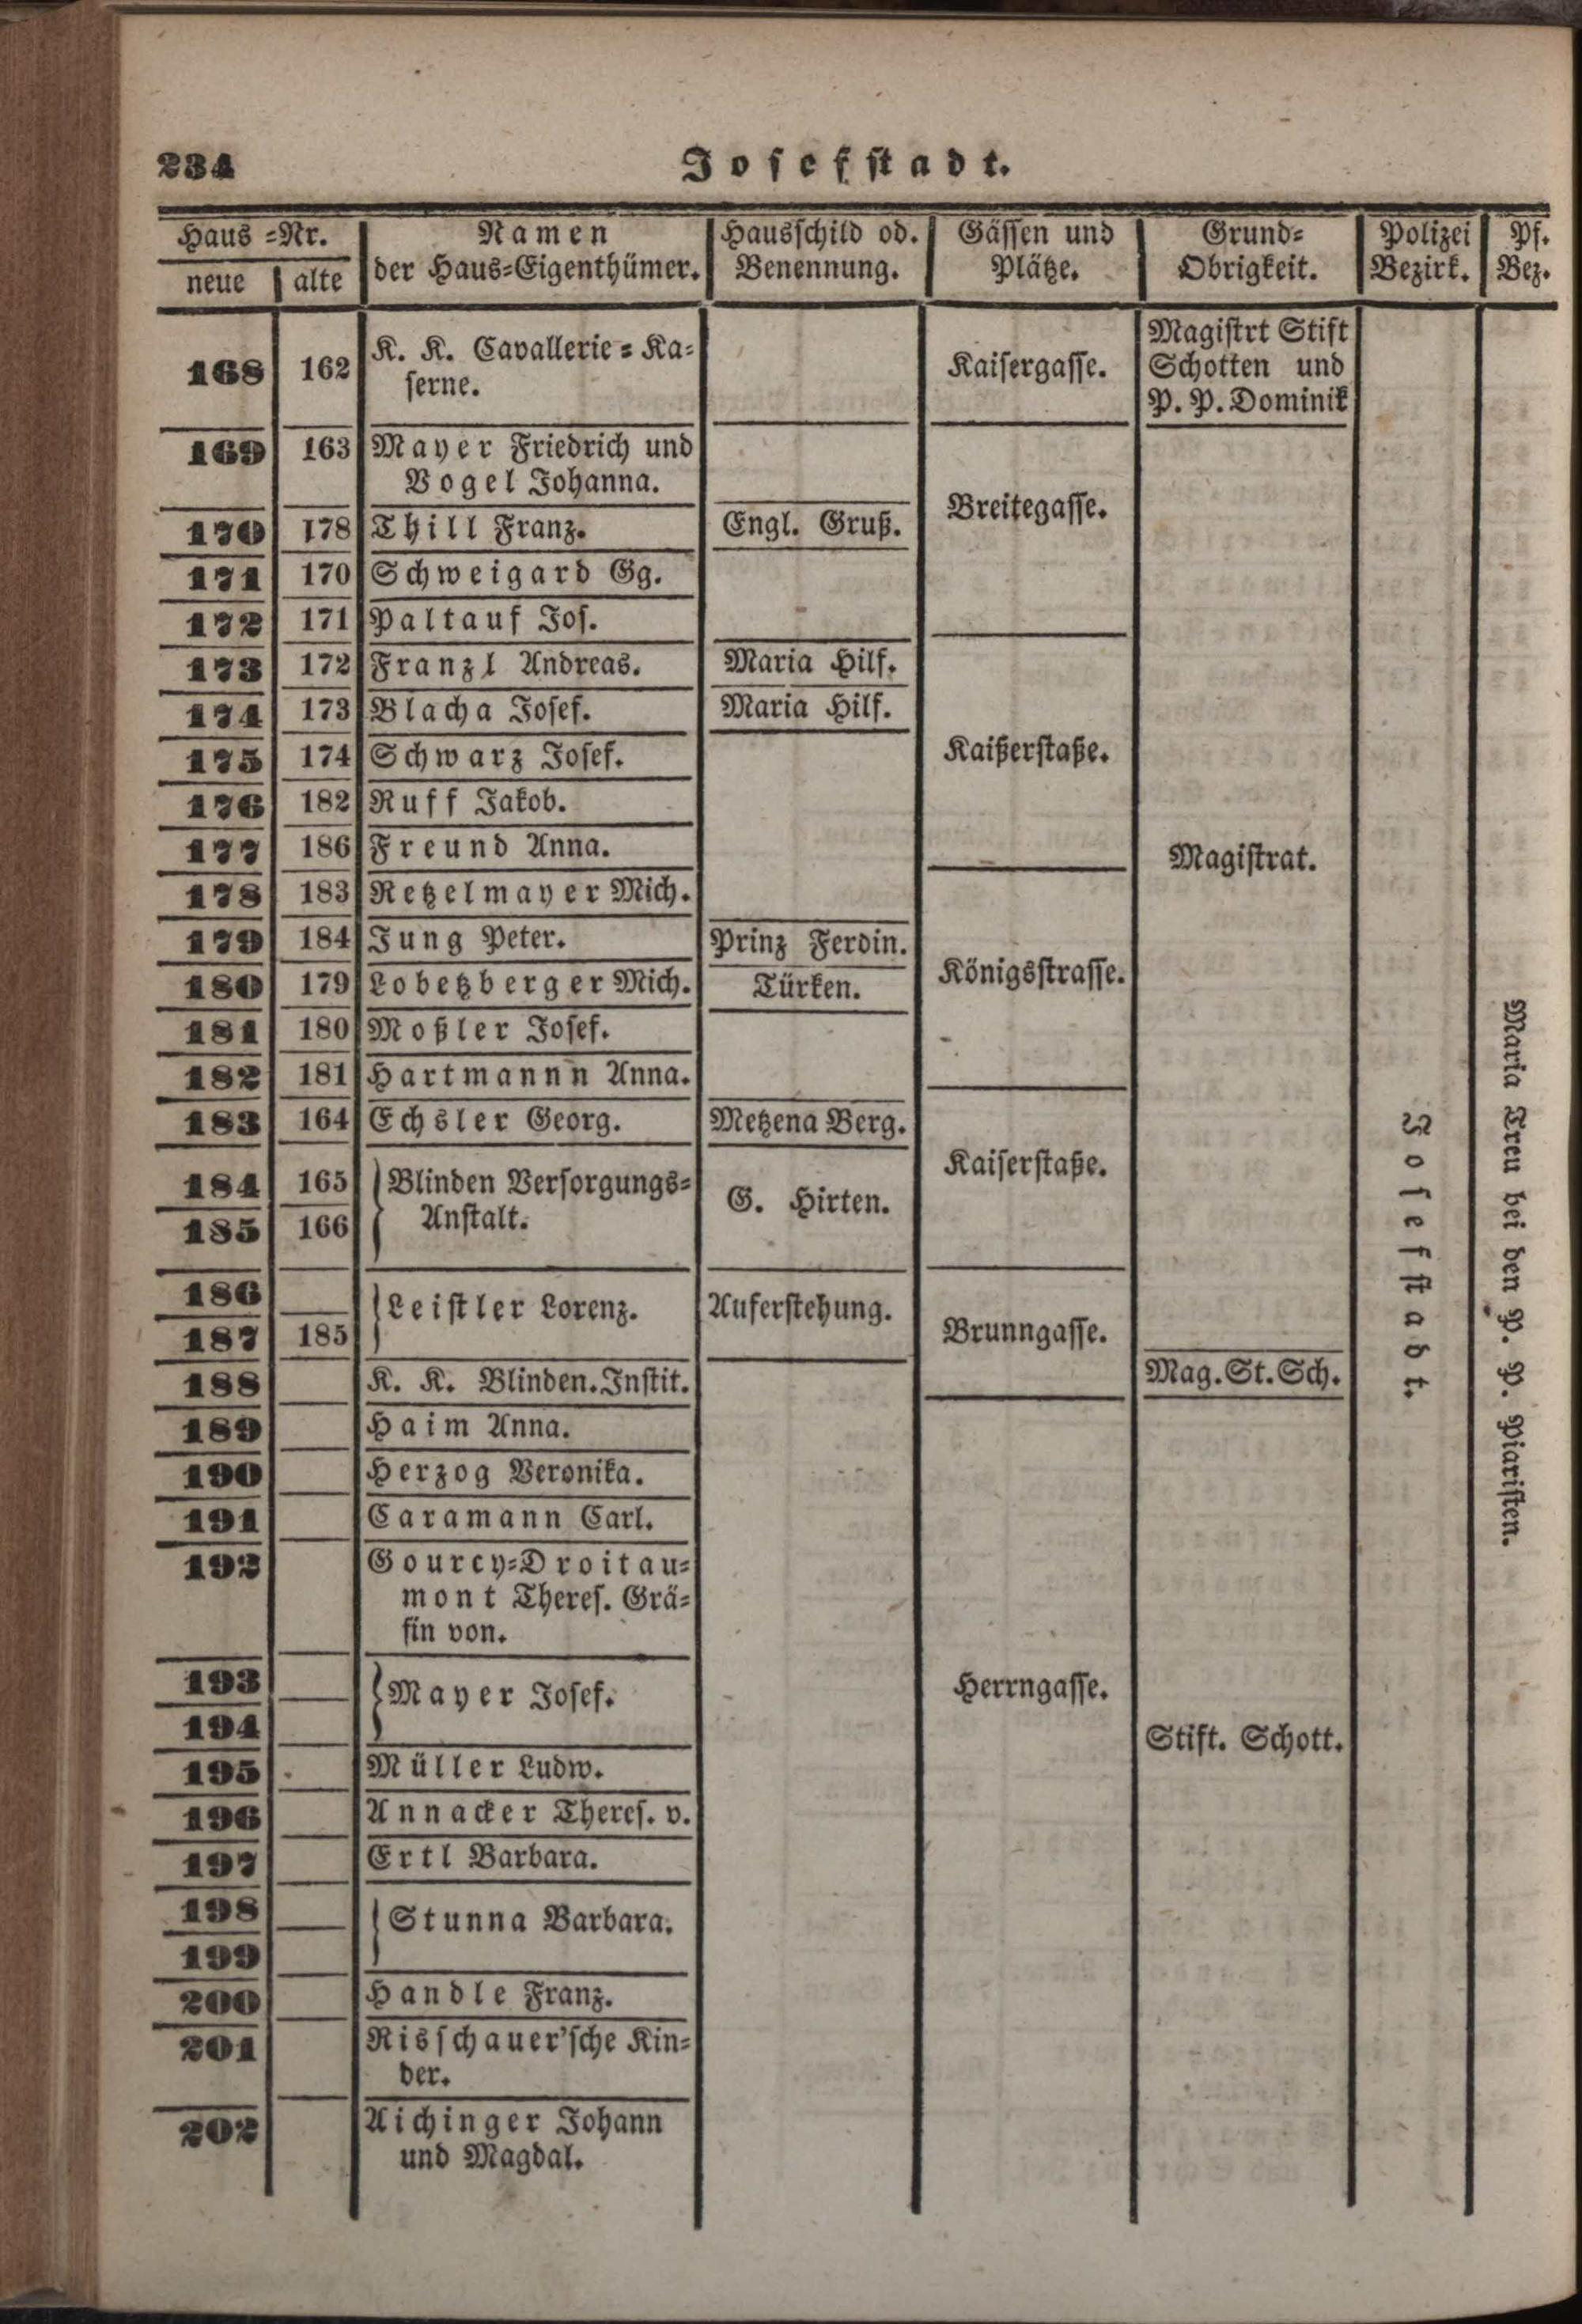 234
Josefstadt.
Haus-Nr. Namen Hausschild od. Gässen und Grund- Polizei Pf.
neue alte der Haus-Eigenthümer. Benennung. Plätze. Obrigkeit. Bezirk. Bez.
Magistrt Stift
168 162 K. K. Cavallerie-Ka- Kaisergasse. Schotten und
serne. P. P. Dominik
169 163 Mayer Friedrich und
Vogel Johanna. Breitegasse.
170 178 Thill Franz. Engl. Gruß.
171 170 Schweigard Gg.
172 171 Paltauf Jos.
173 172 Franzl Andreas. Maria Hilf.
174 173 Blacha Josef. Maria Hilf.
175 174 Schwarz Josef. Kaißerstaße.
176 182 Ruff Jakob.
177 186 Freund Anna. Magistrat.
178 183 Retzelmayer Mich.
179 184 Jung Peter. Prinz Ferdin.
180 179 Lobetzberger Mich. Türken. Königsstrasse.
181 180 Moßler Josef.
182 181 Hartmannn Anna.
183 164 Echsler Georg. Metzena Berg.
184 165 Blinden Versorgungs- G. Hirten. Kaiserstaße.
185 166 Anstalt.
186 Leistler Lorenz. Auferstehung.
187 185 Brunngasse.
188 K. K. Blinden.Instit. Mag. St. Sch.
189 Haim Anna.
190 Herzog Veronika.
191 Caramann Carl.
192 Gourcy-Droitau-
mont Theres. Grä-
fin von.
193 Mayer Josef. Herrngasse.
194 Stift. Schott.
195 Müller Ludw.
196 Annacker Theres. v.
197 Ertl Barbara.
198 Stunna Barbara.
199
200 Handle Franz.
201 Risschauer'sche Kin-
der.
202 Aichinger Johann
und Magdal.
Josefstadt.
Maria Treu bei den P. P. Piaristen.